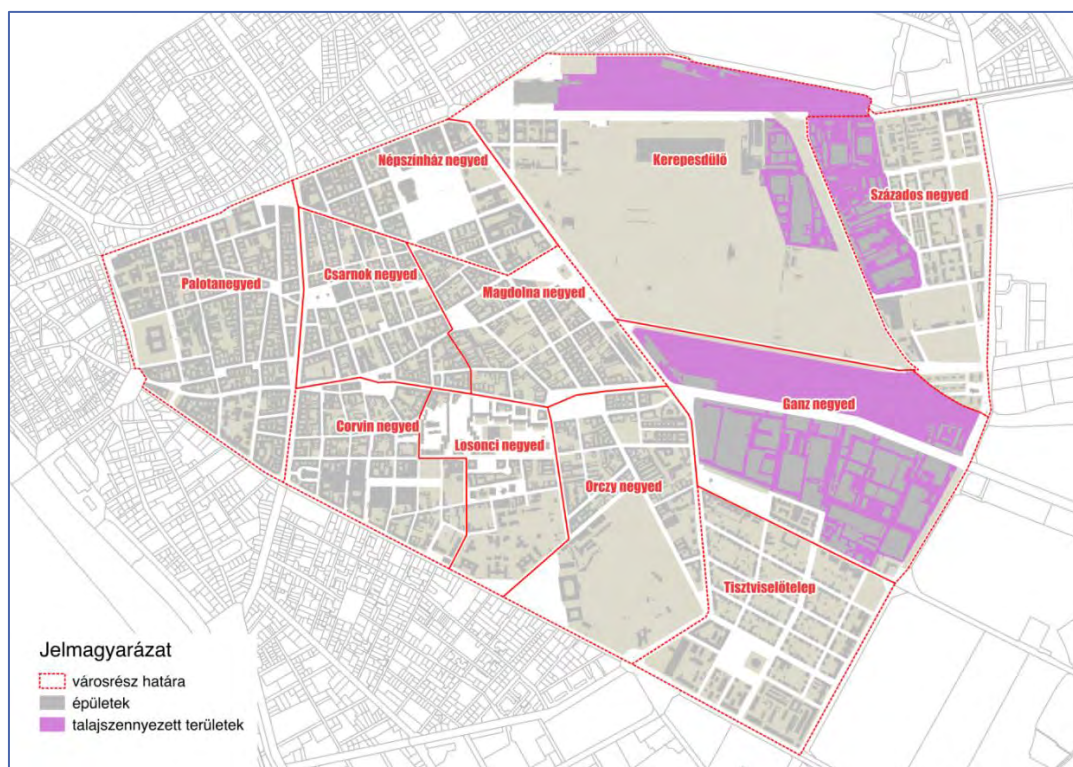 Népszínház negyed
Kerepesdűlő
Százados negyed
Palotanegyed
Csarnok negyed
Magdolna negyed
Ganz negyed
Corvin negyed
Losonci negyed
Orczy negyed
Tisztviselőtelep
Jelmagyarázat
városrész határa
épületek
talajszennyezett területek